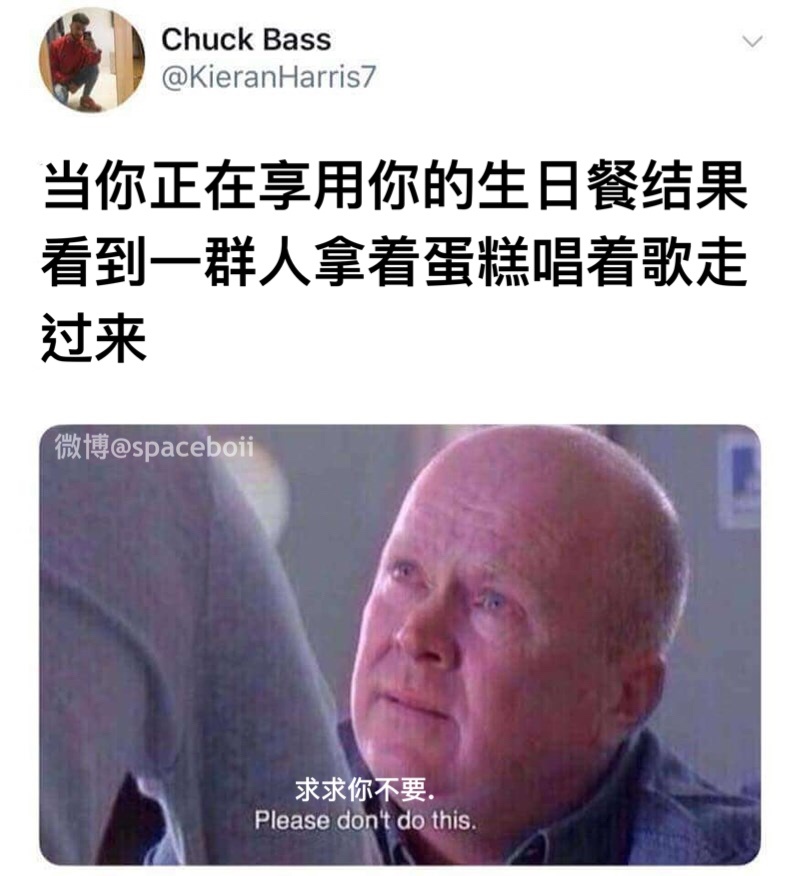 Chuck Bass
@KieranHarris7
当你正在享用你的生日餐结果
看到一群人拿着蛋糕唱着歌走
过来
微博@spaceboii
求求你不要.
Please don't do this.